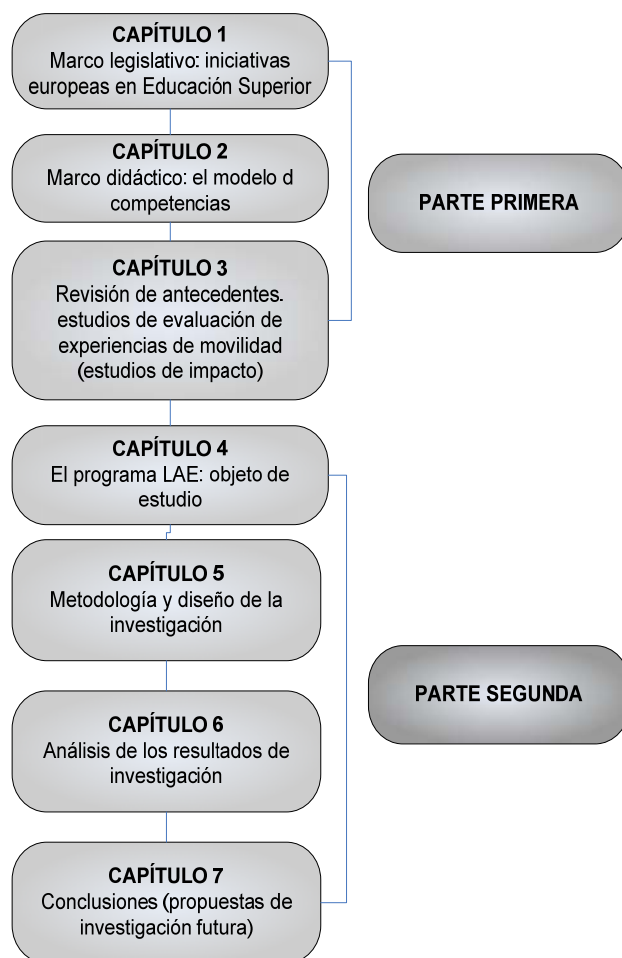 CAPÍTULO 1
Marco legislativo: iniciativas
europeas en Educación Superior
CAPÍTULO 2
Marco didáctico: el modelo d
competencias
PARTE PRIMERA
CAPÍTULO 3
Revisión de antecedentes.
estudios de evaluación de
experiencias de movilidad
(estudios de impacto)
CAPÍTULO 4
El programa LAE: objeto de
estudio
CAPÍTULO 5
Metodología y diseño de la
investigación
PARTE SEGUNDA
CAPÍTULO 6
Análisis de los resultados de
investigación
CAPÍTULO 7
Conclusiones (propuestas de
investigación futura)